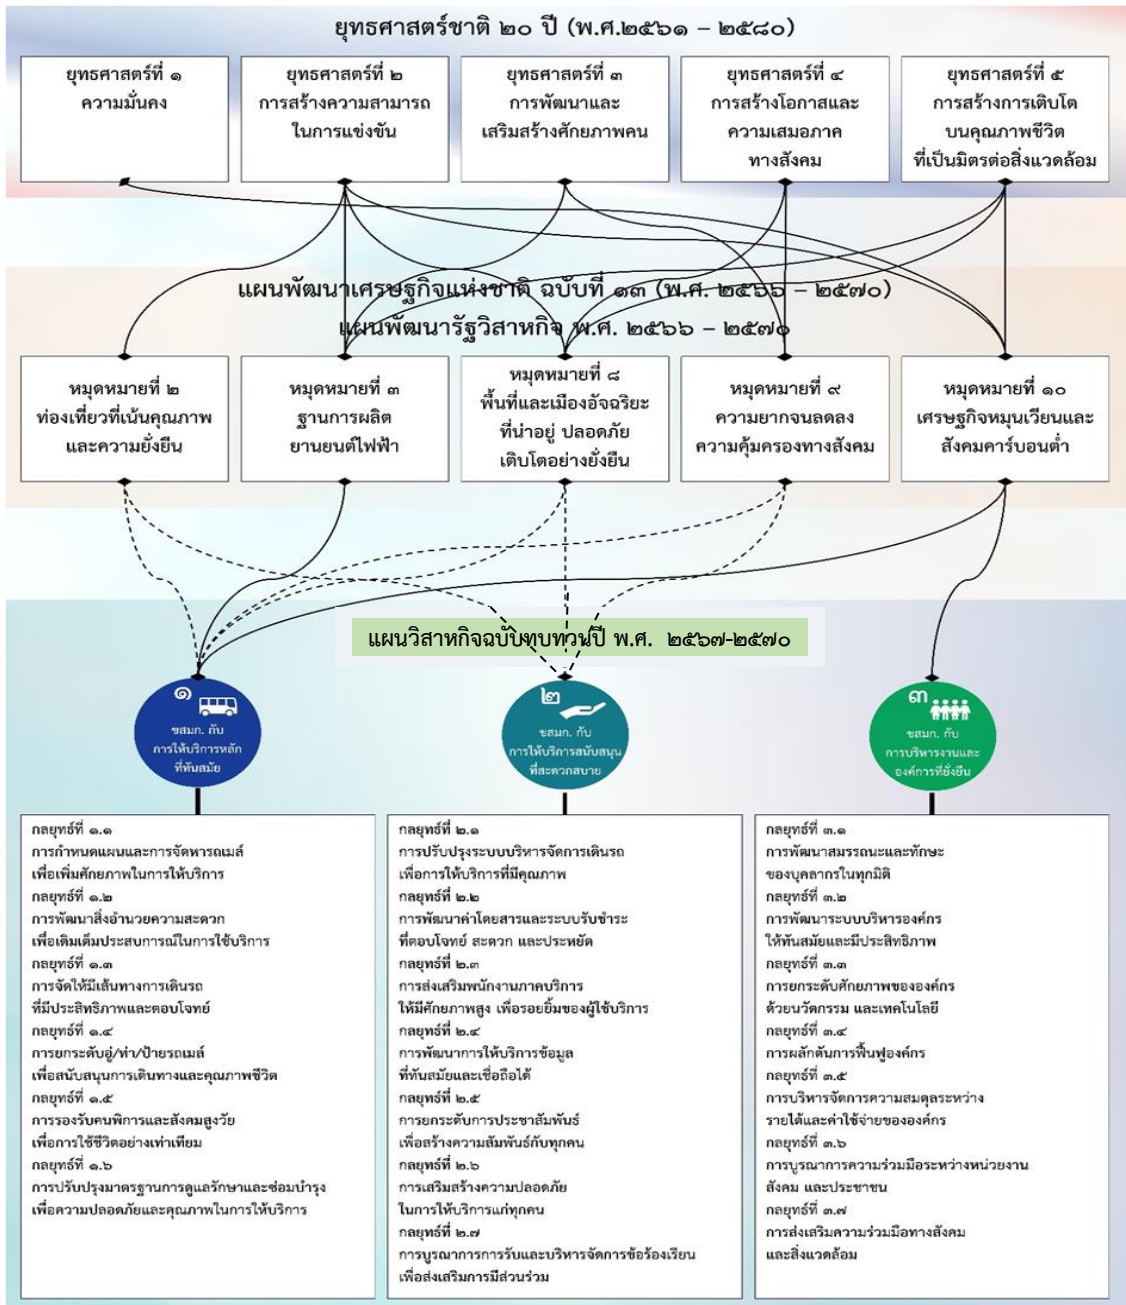 ยุทธศาสตร์ชาติ ๒๐ ปี (พ.ศ.๒๕๖๑ – ๒๕๘๐)
ยุทธศาสตร์ที่ ๑
ความมั่นคง
ยุทธศาสตร์ที่ ๒
การสร้างความสามารถ
ในการแข่งขัน
ยุทธศาสตร์ที่ ๓
การพัฒนาและ
เสริมสร้างศักยภาพคน
ยุทธศาสตร์ที่ ๔
การสร้างโอกาสและ
ความเสมอภาค
ทางสังคม
ยุทธศาสตร์ที่ ๕
การสร้างการเติบโต
บนคุณภาพชีวิต
ที่เป็นมิตรต่อสิ่งแวดล้อม
แผนพัฒนาเศรษฐกิจแห่งชาติ ฉบับที่ ๑๓ (พ.ศ. ๒๕๖๖ – ๒๕๗๐)
แผนพัฒนารัฐวิสาหกิจ พ.ศ. ๒๕๖๖ – ๒๕๗๐
หมุดหมายที่ ๒
ท่องเที่ยวที่เน้นคุณภาพ
และความยั่งยืน
หมุดหมายที่ ๓
ฐานการผลิต
ยานยนต์ไฟฟ้า
หมุดหมายที่ ๘
พื้นที่และเมืองอัจฉริยะ
ที่น่าอยู่ ปลอดภัย
เติบโตอย่างยั่งยืน
หมุดหมายที่ ๙
ความยากจนลดลง
ความคุ้มครองทางสังคม
หมุดหมายที่ ๑๐
เศรษฐกิจหมุนเวียนและ
สังคมคาร์บอนต่ำ
แผนวิสาหกิจฉบับทบทวนปี พ.ศ. ๒๕๖๗-๒๕๗๐
๑
ขสมก. กับ
การให้บริการหลัก
ที่ทันสมัย
๒
ขสมก. กับ
การให้บริการสนับสนุน
ที่สะดวกสบาย
๓
ขสมก. กับ
การบริหารงานและ
องค์การที่ยั่งยืน
กลยุทธ์ที่ ๑.๑
การกำหนดแผนและการจัดหารถเมล์
เพื่อเพิ่มศักยภาพในการให้บริการ
กลยุทธ์ที่ ๑.๒
การพัฒนาสิ่งอำนวยความสะดวก
เพื่อเติมเต็มประสบการณ์ในการใช้บริการ
กลยุทธ์ที่ ๑.๓
การจัดให้มีเส้นทางการเดินรถ
ที่มีประสิทธิภาพและตอบโจทย์
กลยุทธ์ที่ ๑.๔
การยกระดับอู่/ท่า/ป้ายรถเมล์
เพื่อสนับสนุนการเดินทางและคุณภาพชีวิต
กลยุทธ์ที่ ๑.๕
การรองรับคนพิการและสังคมสูงวัย
เพื่อการใช้ชีวิตอย่างเท่าเทียม
กลยุทธ์ที่ ๑.๖
การปรับปรุงมาตรฐานการดูแลรักษาและซ่อมบำรุง
เพื่อความปลอดภัยและคุณภาพในการให้บริการ
กลยุทธ์ที่ ๒.๑
การปรับปรุงระบบบริหารจัดการเดินรถ
เพื่อการให้บริการที่มีคุณภาพ
กลยุทธ์ที่ ๒.๒
การพัฒนาค่าโดยสารและระบบรับชำระ
ที่ตอบโจทย์ สะดวก และประหยัด
กลยุทธ์ที่ ๒.๓
การส่งเสริมพนักงานภาคบริการ
ให้มีศักยภาพสูง เพื่อรอยยิ้มของผู้ใช้บริการ
กลยุทธ์ที่ ๒.๔
การพัฒนาการให้บริการข้อมูล
ที่ทันสมัยและเชื่อถือได้
กลยุทธ์ที่ ๒.๕
การยกระดับการประชาสัมพันธ์
เพื่อสร้างความสัมพันธ์กับทุกคน
กลยุทธ์ที่ ๒.๖
การเสริมสร้างความปลอดภัย
ในการให้บริการแก่ทุกคน
กลยุทธ์ที่ ๒.๗
การบูรณาการการรับและบริหารจัดการข้อร้องเรียน
เพื่อส่งเสริมการมีส่วนร่วม
กลยุทธ์ที่ ๓.๑
การพัฒนาสมรรถนะและทักษะ
ของบุคลากรในทุกมิติ
กลยุทธ์ที่ ๓.๒
การพัฒนาระบบบริหารองค์กร
ให้ทันสมัยและมีประสิทธิภาพ
กลยุทธ์ที่ ๓.๓
การยกระดับศักยภาพขององค์กร
ด้วยนวัตกรรม และเทคโนโลยี
กลยุทธ์ที่ ๓.๔
การผลักดันการฟื้นฟูองค์กร
กลยุทธ์ที่ ๓.๕
การบริหารจัดการความสมดุลระหว่าง
รายได้และค่าใช้จ่ายขององค์กร
กลยุทธ์ที่ ๓.๖
การบูรณาการความร่วมมือระหว่างหน่วยงาน
สังคม และประชาชน
กลยุทธ์ที่ ๓.๗
การส่งเสริมความร่วมมือทางสังคม
และสิ่งแวดล้อม